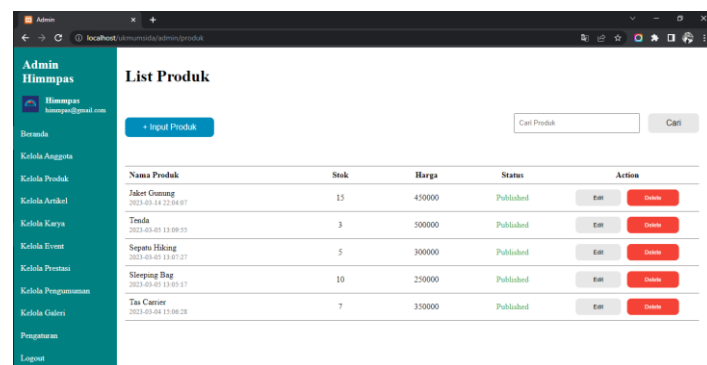 Admin
localhost/ukmumsida/admin/produk
Admin
Himmpas
Himmpas
himmpas@gmail.com
Beranda
Kelola Anggota
Kelola Produk
Kelola Artikel
Kelola Karya
Kelola Event
Kelola Prestasi
Kelola Pengumuman
Kelola Galeri
Pengaturan
Logout
List Produk
+ Input Produk
Cari Produk
Cari
Nama Produk Stok Harga Status Action
Jaket Gunung 15 450000 Published Edit Delete
2023-03-14 22:04:07
Tenda 3 500000 Published Edit Delete
2023-03-05 13:09:55
Sepatu Hiking 5 300000 Published Edit Delete
2023-03-05 13:07:27
Sleeping Bag 10 250000 Published Edit Delete
2023-03-05 13:05:17
Tas Carrier 7 350000 Published Edit Delete
2023-03-04 15:06:28